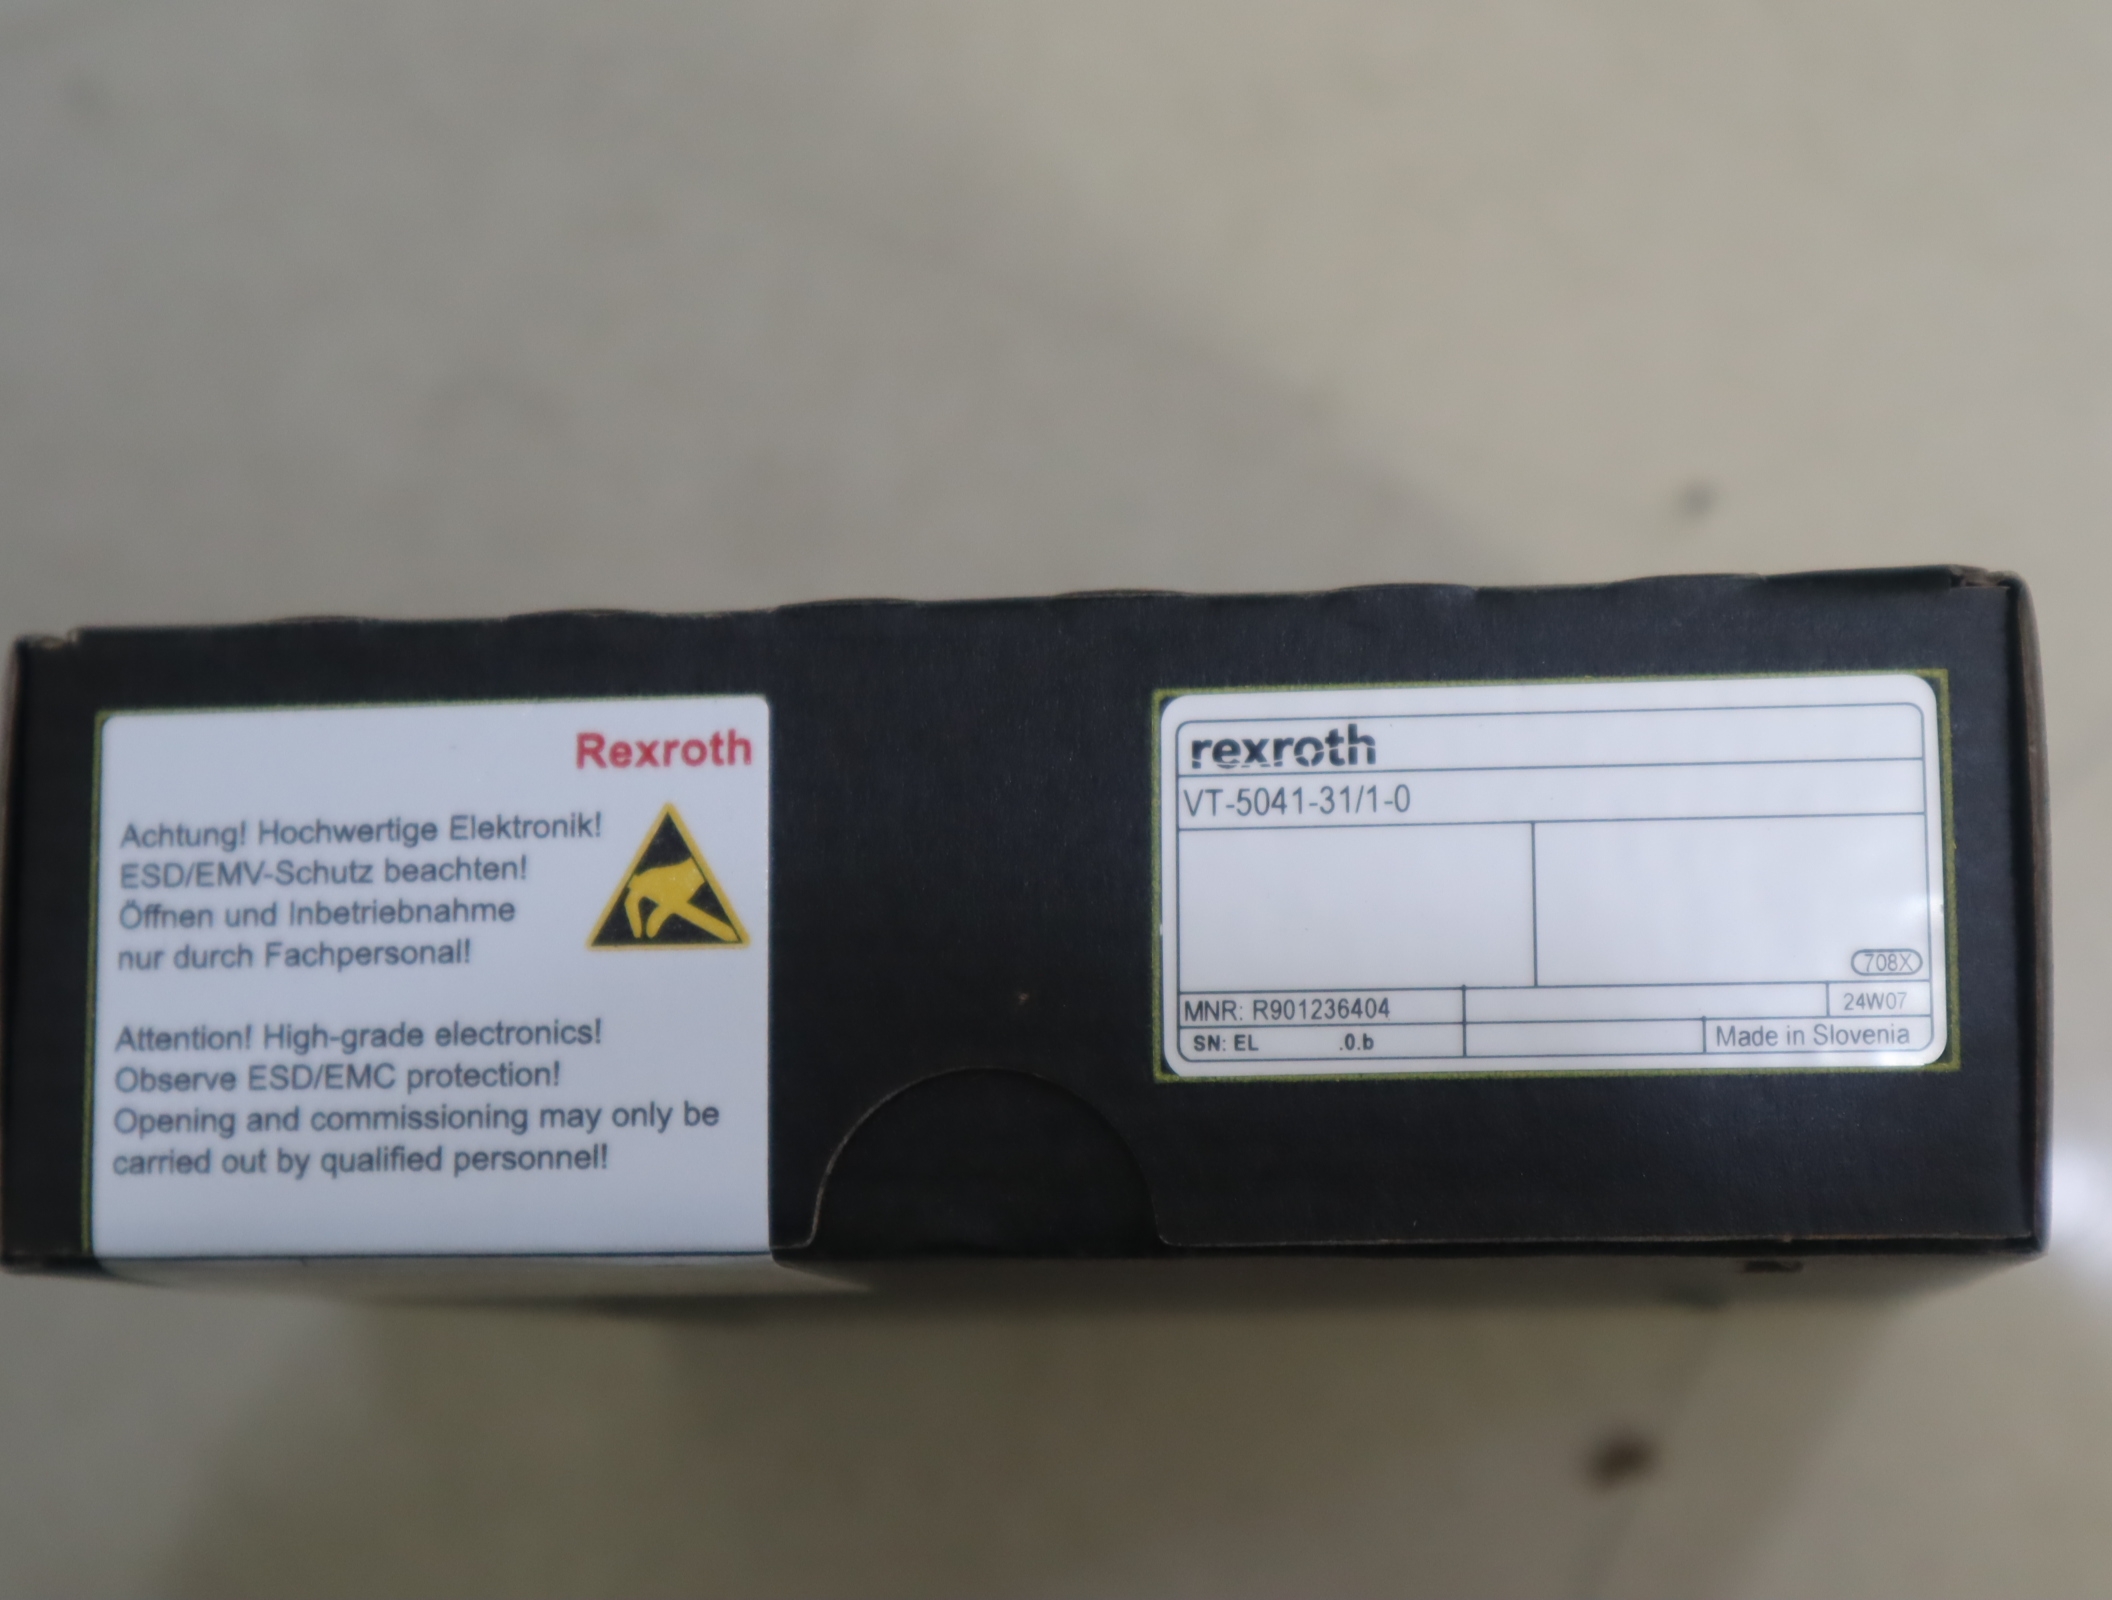 Rexroth
Achtung! Hochwertige Elektronik!
ESD/EMV-Schutz beachten!
Öffnen und Inbetriebnahme
nur durch Fachpersonal!
Attention! High-grade electronics!
Observe ESD/EMC protection!
Opening and commissioning may only be
carried out by qualified personnel!
rexroth
VT-5041-31/1-0
708X
MNR: R901236404
24W07
SN: EL .0.b
Made in Slovenia